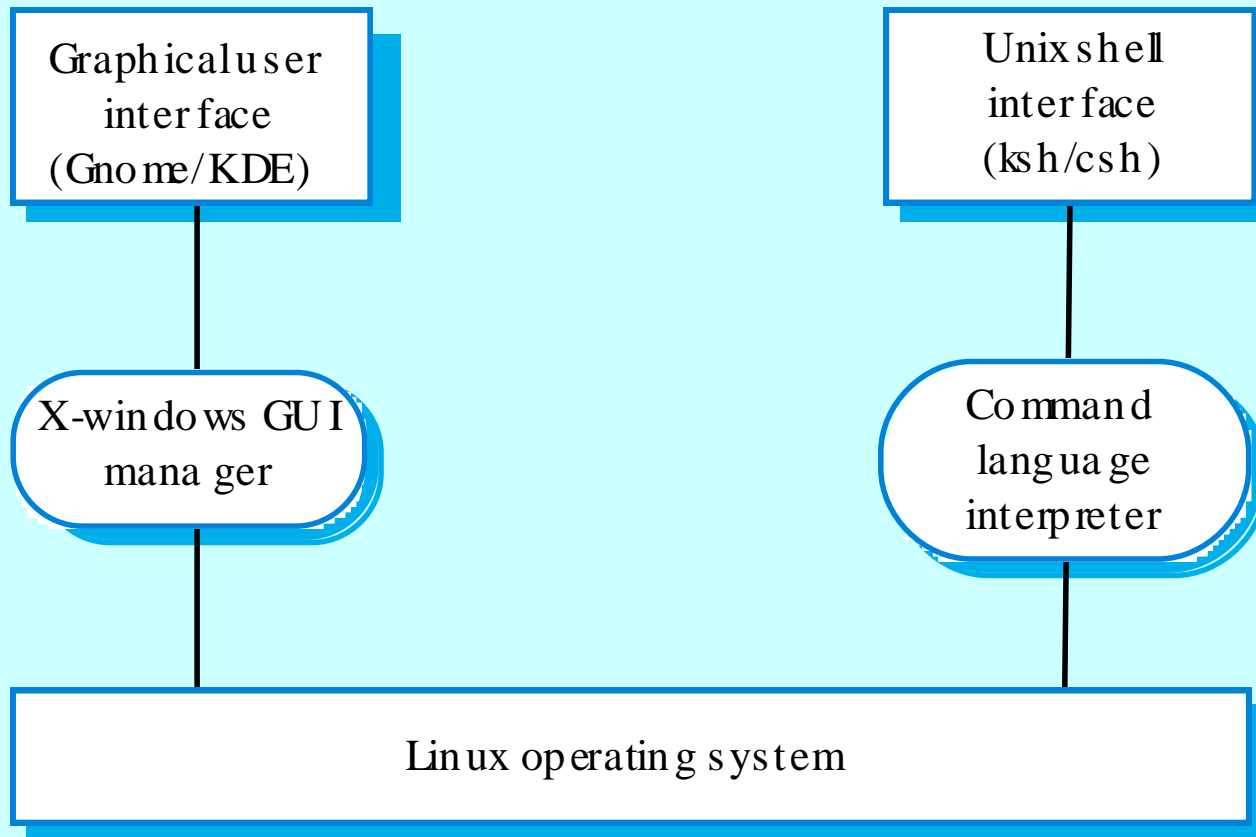 Graphical user
interface
(Gnome/KDE)
Unix shell
interface
(ksh/csh)
X-windows GUI
manager
Command
language
interpreter
Linux operating system